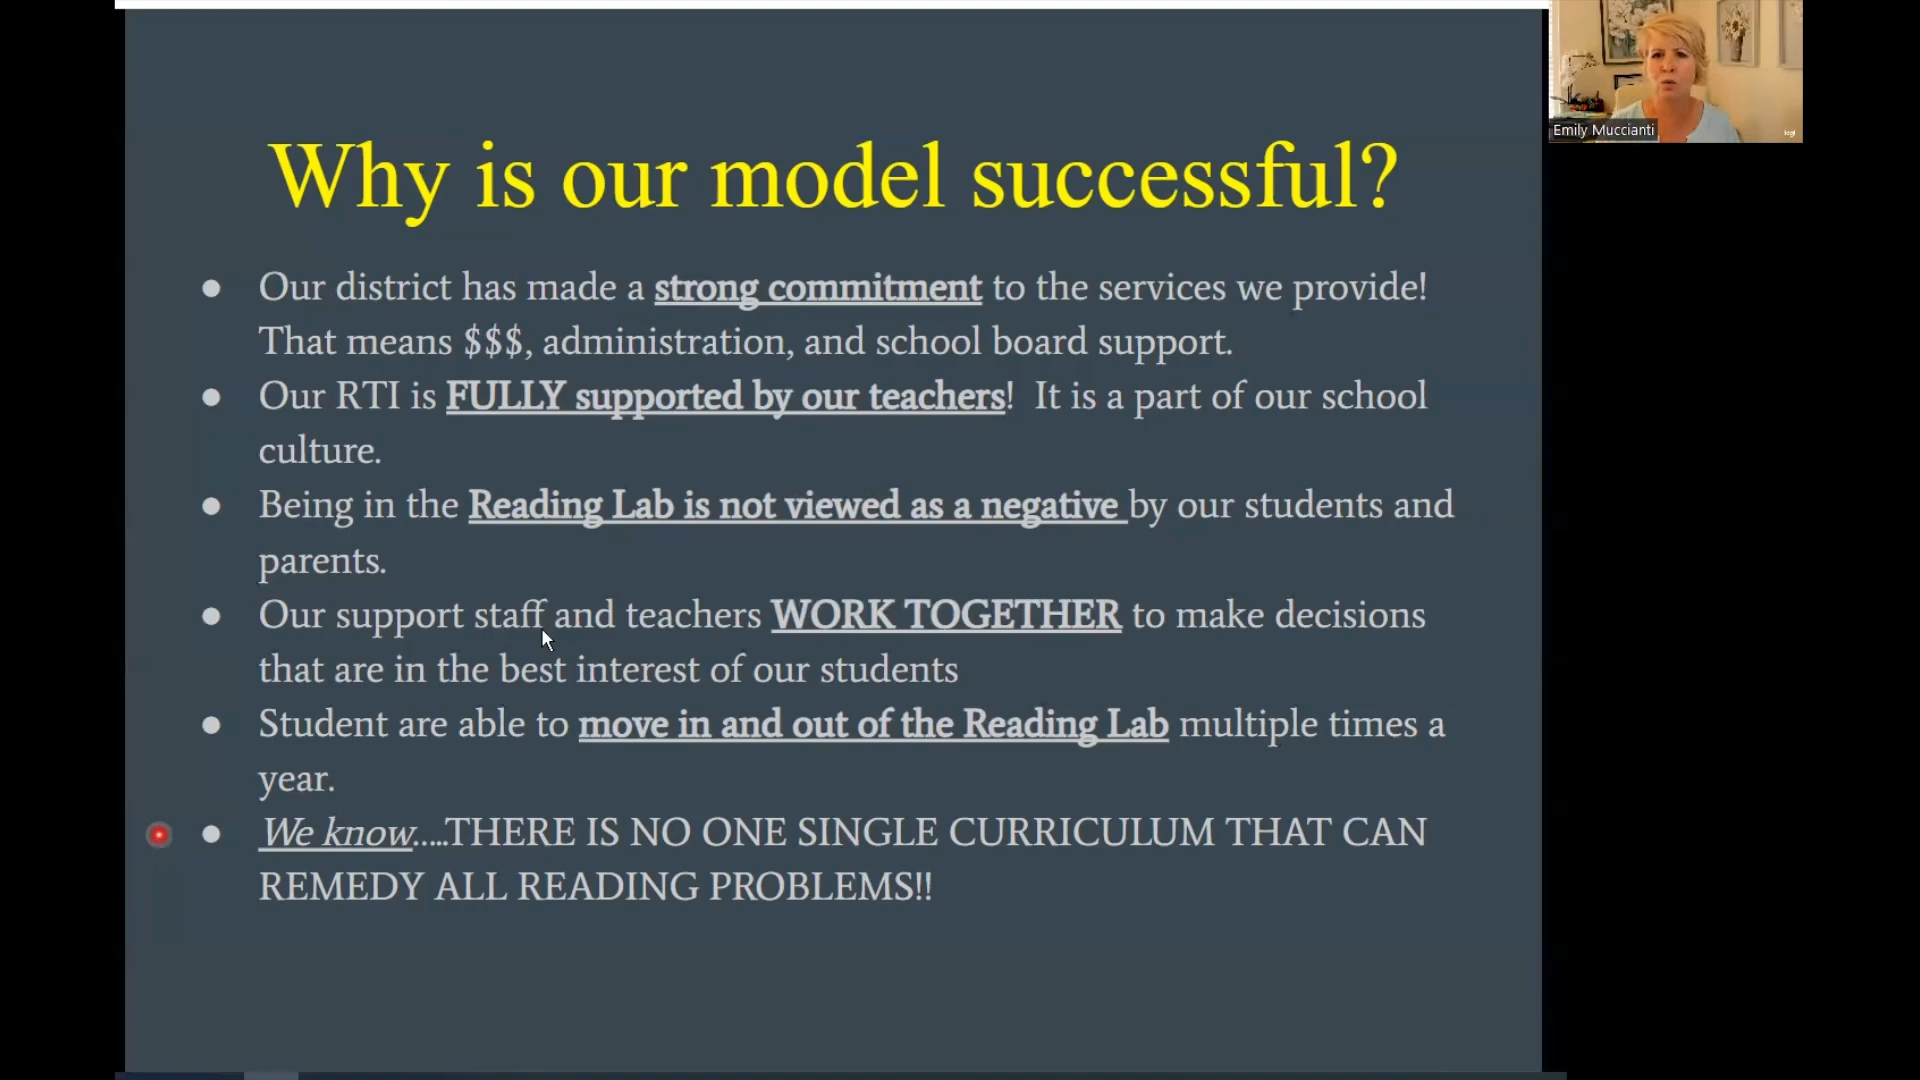 Why is our model successful?
● Our district has made a strong commitment to the services we provide!
That means $$$, administration, and school board support.
● Our RTI is FULLY supported by our teachers!  It is a part of our school
culture.
● Being in the Reading Lab is not viewed as a negative by our students and
parents.
● Our support staff and teachers WORK TOGETHER to make decisions
that are in the best interest of our students
● Student are able to move in and out of the Reading Lab multiple times a
year.
● We know.....THERE IS NO ONE SINGLE CURRICULUM THAT CAN
REMEDY ALL READING PROBLEMS!!
Emily Muccianti